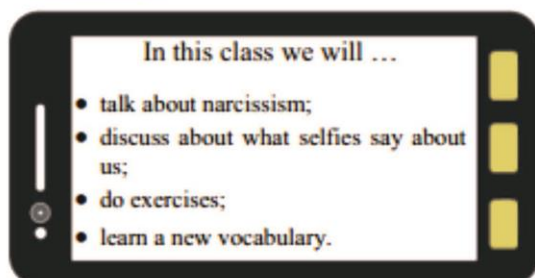 In this class we will …
• talk about narcissism;
• discuss about what selfies say about
us;
• do exercises;
• learn a new vocabulary.